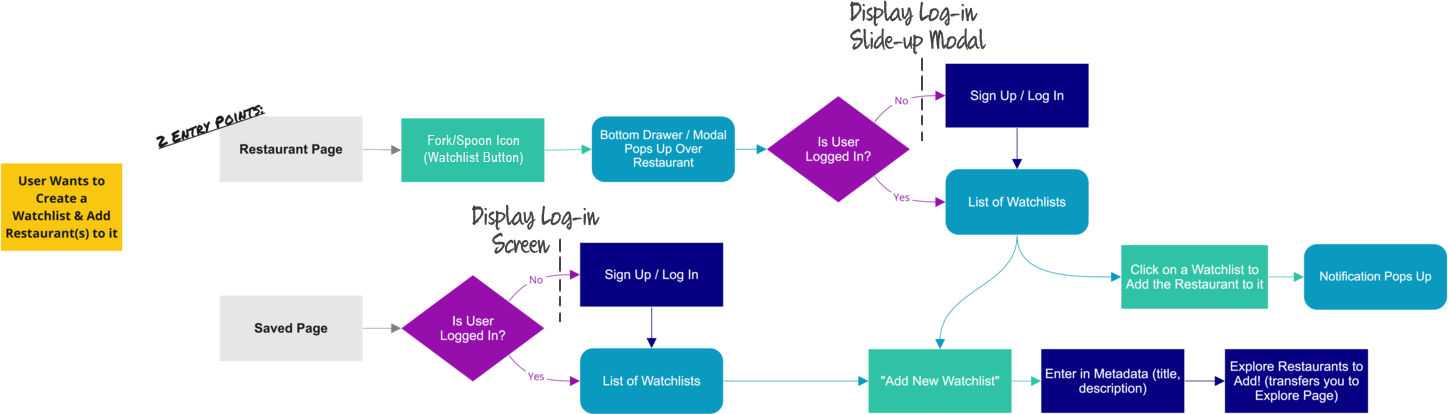 Display Log-in
Slide-up Modal
2 Entry Points:
Restaurant Page
Fork/Spoon Icon
(Watchlist Button)
Bottom Drawer / Modal
Pops Up Over
Restaurant
Is User
Logged In?
No
Sign Up / Log In
Yes
List of Watchlists
User Wants to
Create a
Watchlist & Add
Restaurant(s) to it
Display Log-in
Screen
Saved Page
Is User
Logged In?
No
Sign Up / Log In
Yes
List of Watchlists
Click on a Watchlist to
Add the Restaurant to it
Notification Pops Up
"Add New Watchlist"
Enter in Metadata (title,
description)
Explore Restaurants to
Add! (transfers you to
Explore Page)